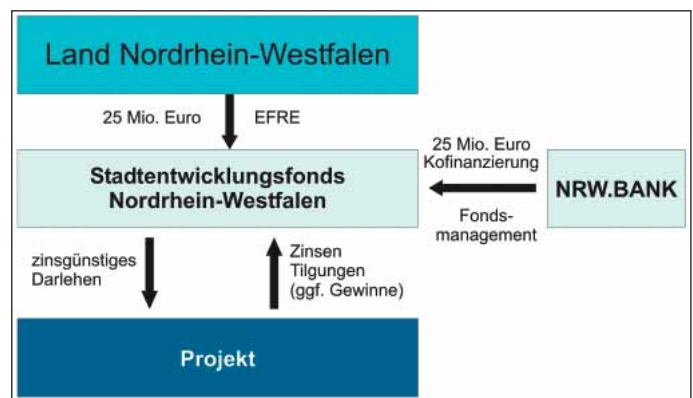 Land Nordrhein-Westfalen
25 Mio. Euro
EFRE
Stadtentwicklungsfonds
Nordrhein-Westfalen
25 Mio. Euro
Kofinanzierung
NRW.BANK
Fonds-
management
zinsgünstiges
Darlehen
Zinsen
Tilgungen
(ggf. Gewinne)
Projekt